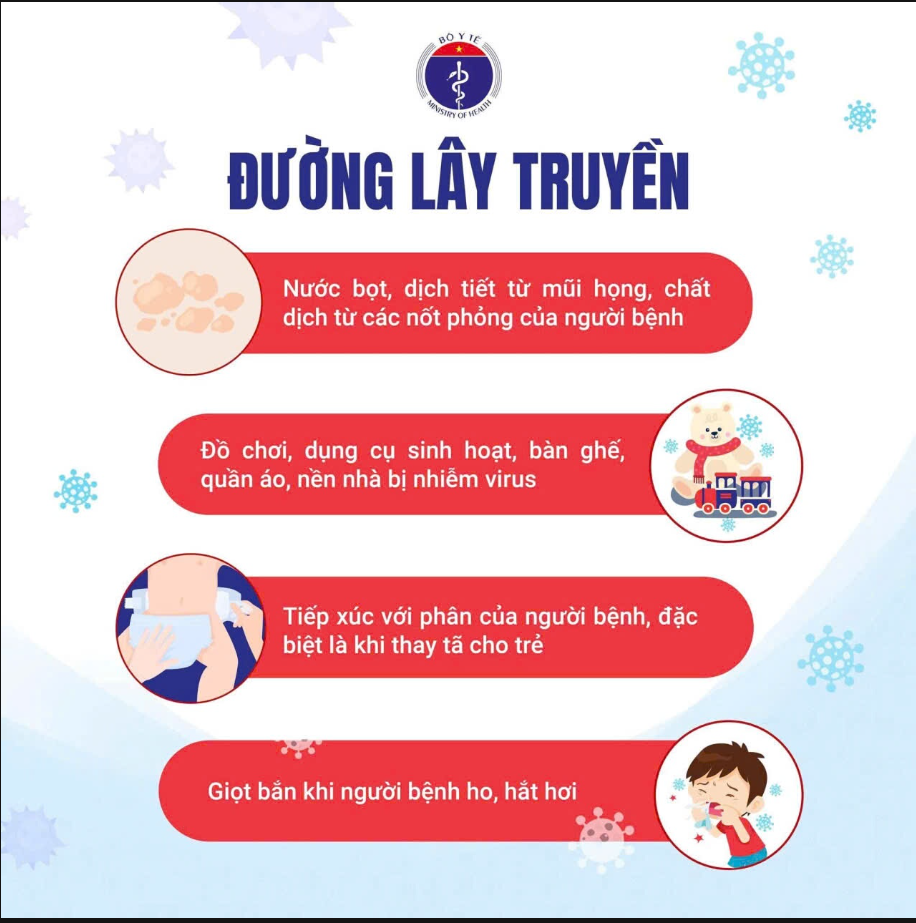 BỘ Y TẾ
MINISTRY OF HEALTH
ĐƯỜNG LÂY TRUYỀN
Nước bọt, dịch tiết từ mũi họng, chất
dịch từ các nốt phỏng của người bệnh
Đồ chơi, dụng cụ sinh hoạt, bàn ghế,
quần áo, nền nhà bị nhiễm virus
Tiếp xúc với phân của người bệnh, đặc
biệt là khi thay tã cho trẻ
Giọt bắn khi người bệnh ho, hắt hơi